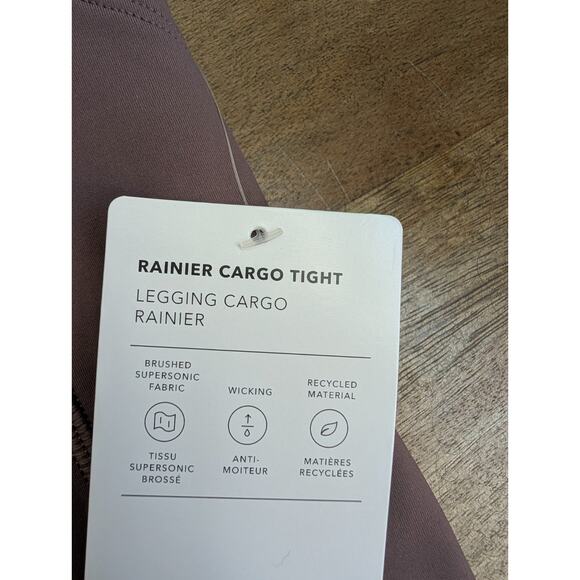 RAINIER CARGO TIGHT
LEGGING CARGO
RAINIER
BRUSHED
SUPERSONIC
FABRIC
TISSU
SUPERSONIC
BROSSÉ
WICKING
ANTI-
MOITEUR
RECYCLED
MATERIAL
MATIÈRES
RECYCLÉES